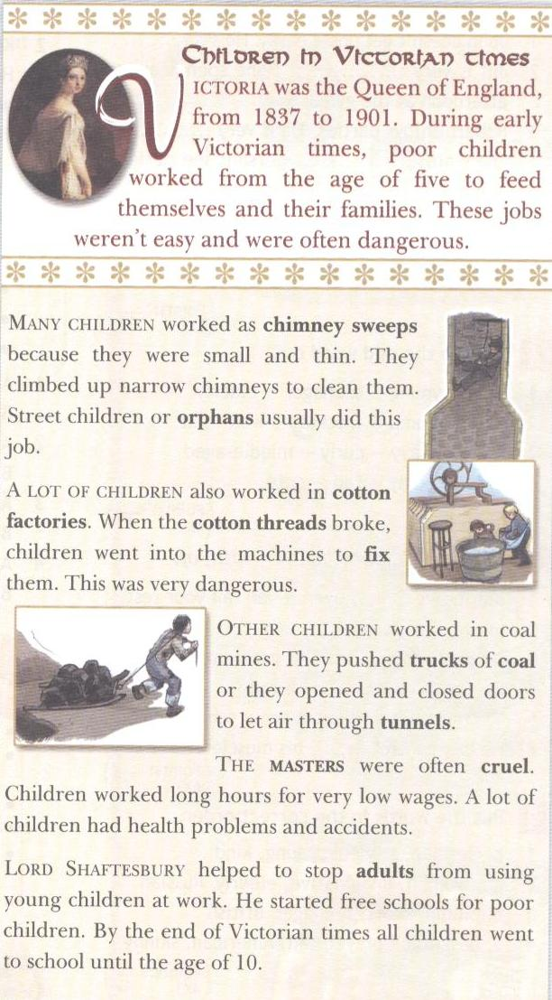 Children in Victorian times
VICTORIA was the Queen of England,
from 1837 to 1901. During early
Victorian times, poor children
worked from the age of five to feed
themselves and their families. These jobs
weren't easy and were often dangerous.
MANY CHILDREN worked as chimney sweeps
because they were small and thin. They
climbed up narrow chimneys to clean them.
Street children or orphans usually did this
job.
A LOT OF CHILDREN also worked in cotton
factories. When the cotton threads broke,
children went into the machines to fix
them. This was very dangerous.
OTHER CHILDREN worked in coal
mines. They pushed trucks of coal
or they opened and closed doors
to let air through tunnels.
THE MASTERS were often cruel.
Children worked long hours for very low wages. A lot of
children had health problems and accidents.
LORD SHAFTESBURY helped to stop adults from using
young children at work. He started free schools for poor
children. By the end of Victorian times all children went
to school until the age of 10.